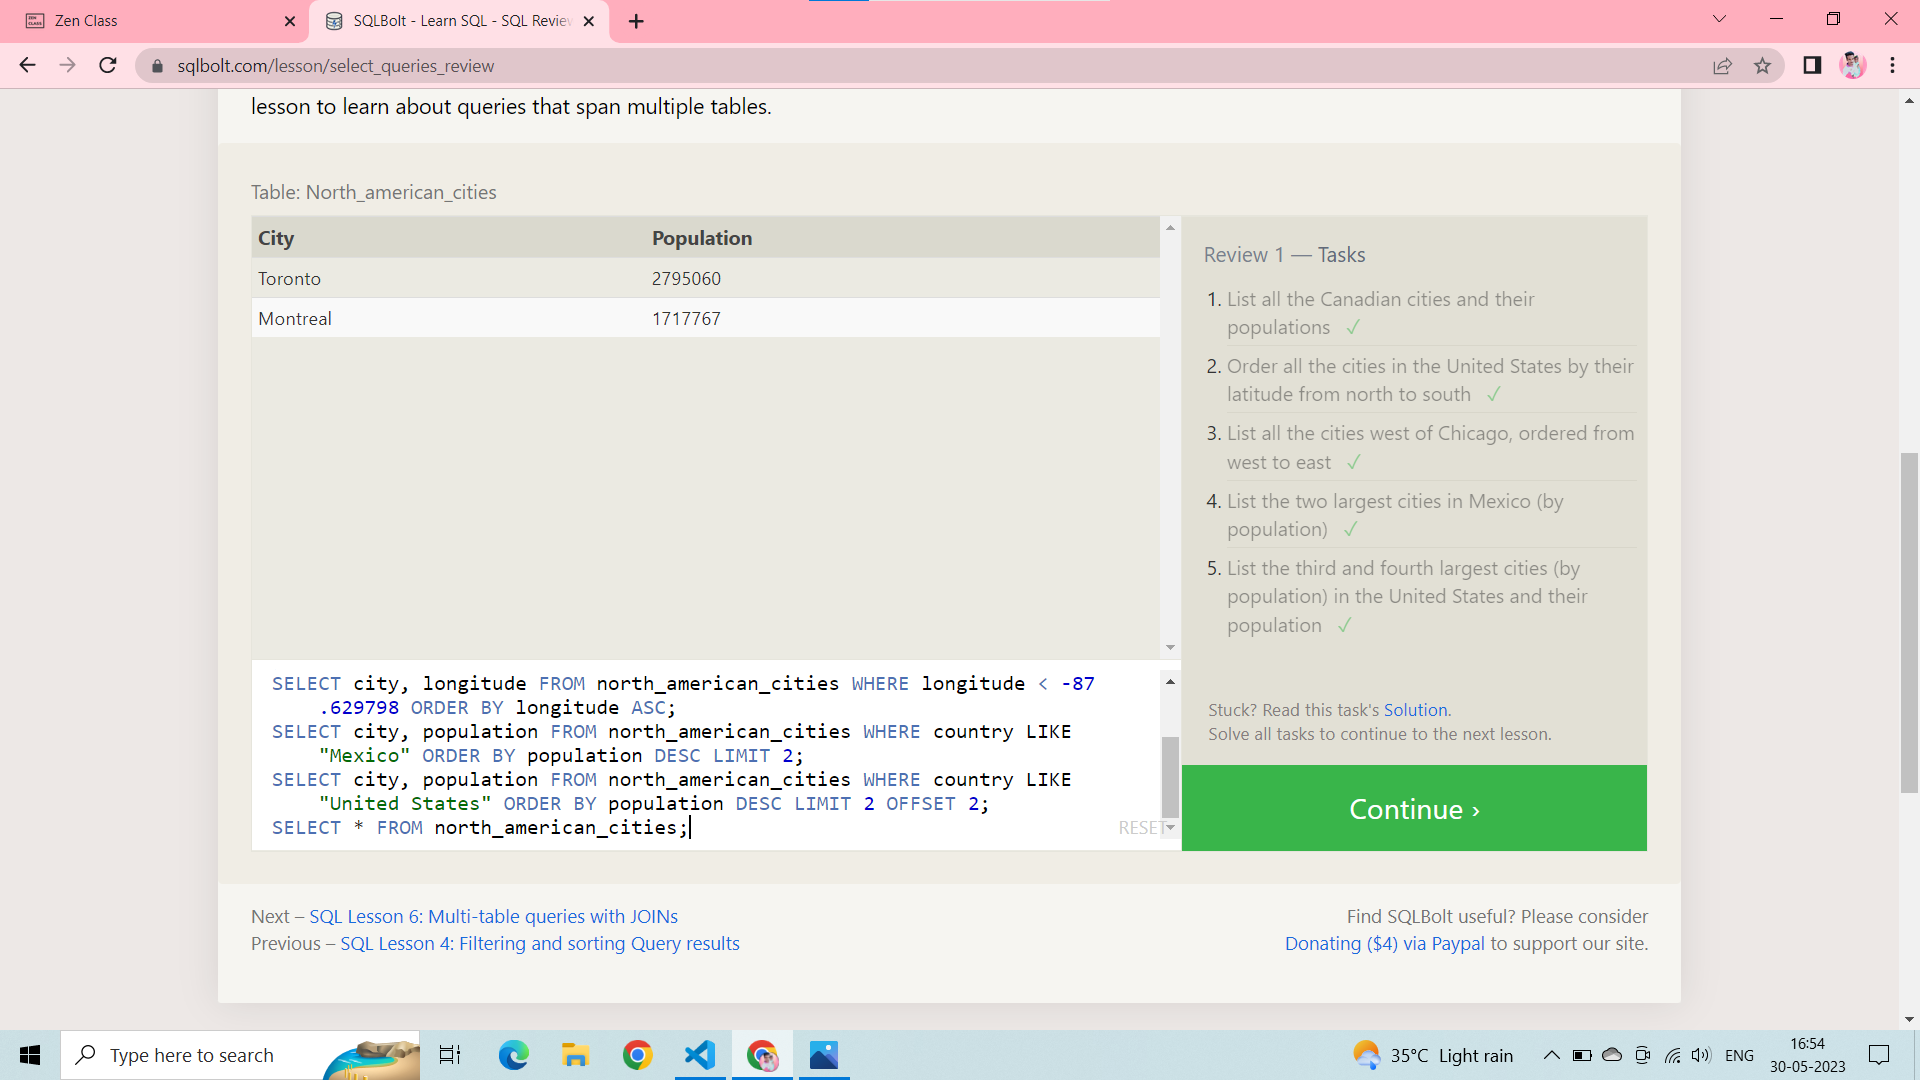 Zen Class
SQLBolt - Learn SQL - SQL Review
sqlbolt.com/lesson/select_queries_review
lesson to learn about queries that span multiple tables.
Table: North_american_cities
City Population
Toronto 2795060
Montreal 1717767
Review 1 — Tasks
1. List all the Canadian cities and their
populations ✓
2. Order all the cities in the United States by their
latitude from north to south ✓
3. List all the cities west of Chicago, ordered from
west to east ✓
4. List the two largest cities in Mexico (by
population) ✓
5. List the third and fourth largest cities (by
population) in the United States and their
population ✓
Stuck? Read this task's Solution.
Solve all tasks to continue to the next lesson.
Continue ›
SELECT city, longitude FROM north_american_cities WHERE longitude < -87
.629798 ORDER BY longitude ASC;
SELECT city, population FROM north_american_cities WHERE country LIKE
"Mexico" ORDER BY population DESC LIMIT 2;
SELECT city, population FROM north_american_cities WHERE country LIKE
"United States" ORDER BY population DESC LIMIT 2 OFFSET 2;
SELECT * FROM north_american_cities;
RESET
Next – SQL Lesson 6: Multi-table queries with JOINs
Previous – SQL Lesson 4: Filtering and sorting Query results
Find SQLBolt useful? Please consider
Donating ($4) via Paypal to support our site.
Type here to search
35°C Light rain
ENG
16:54
30-05-2023